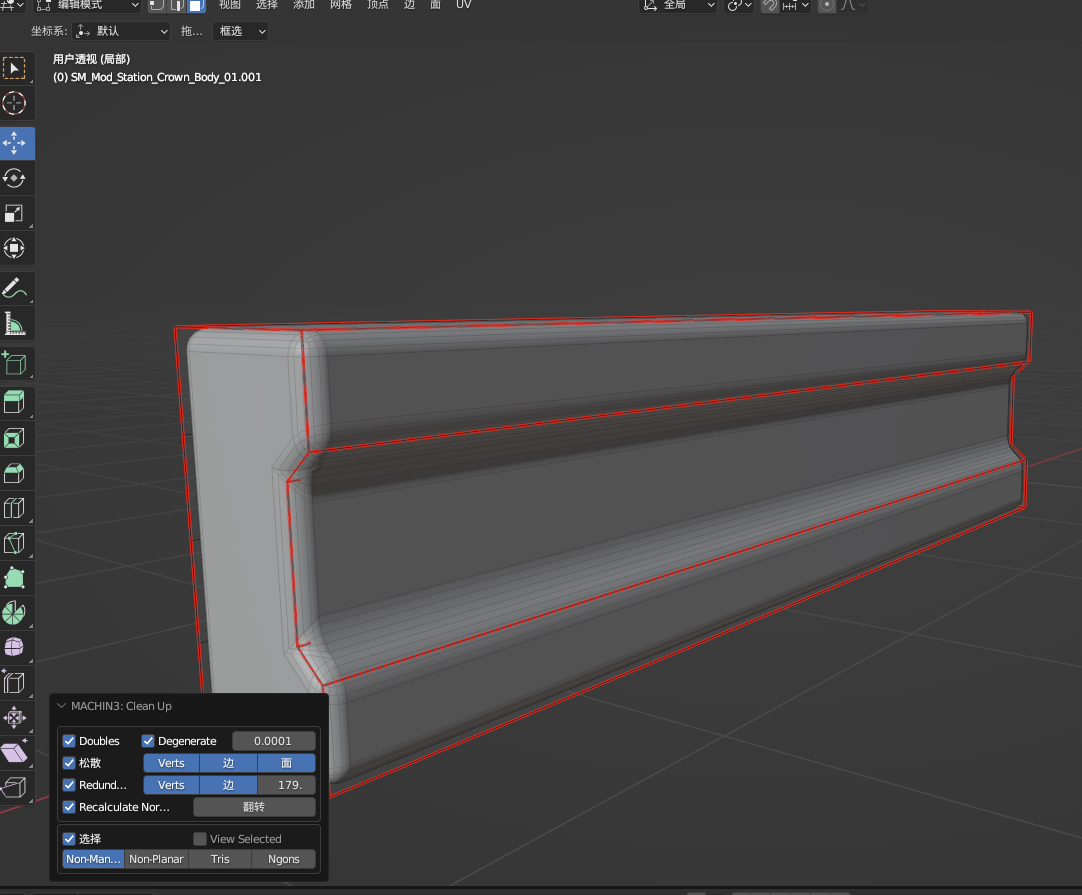 编辑模式 视图 选择 添加 网格 顶点 边 面 UV 全局
坐标系: 默认 拖... 框选
用户透视 (局部)
(0) SM_Mod_Station_Crown_Body_01.001
MACHIN3: Clean Up
Doubles Degenerate 0.0001
松散 Verts 边 面
Redund... Verts 边 179.
Recalculate Nor... 翻转
选择 View Selected
Non-Man... Non-Planar Tris Ngons